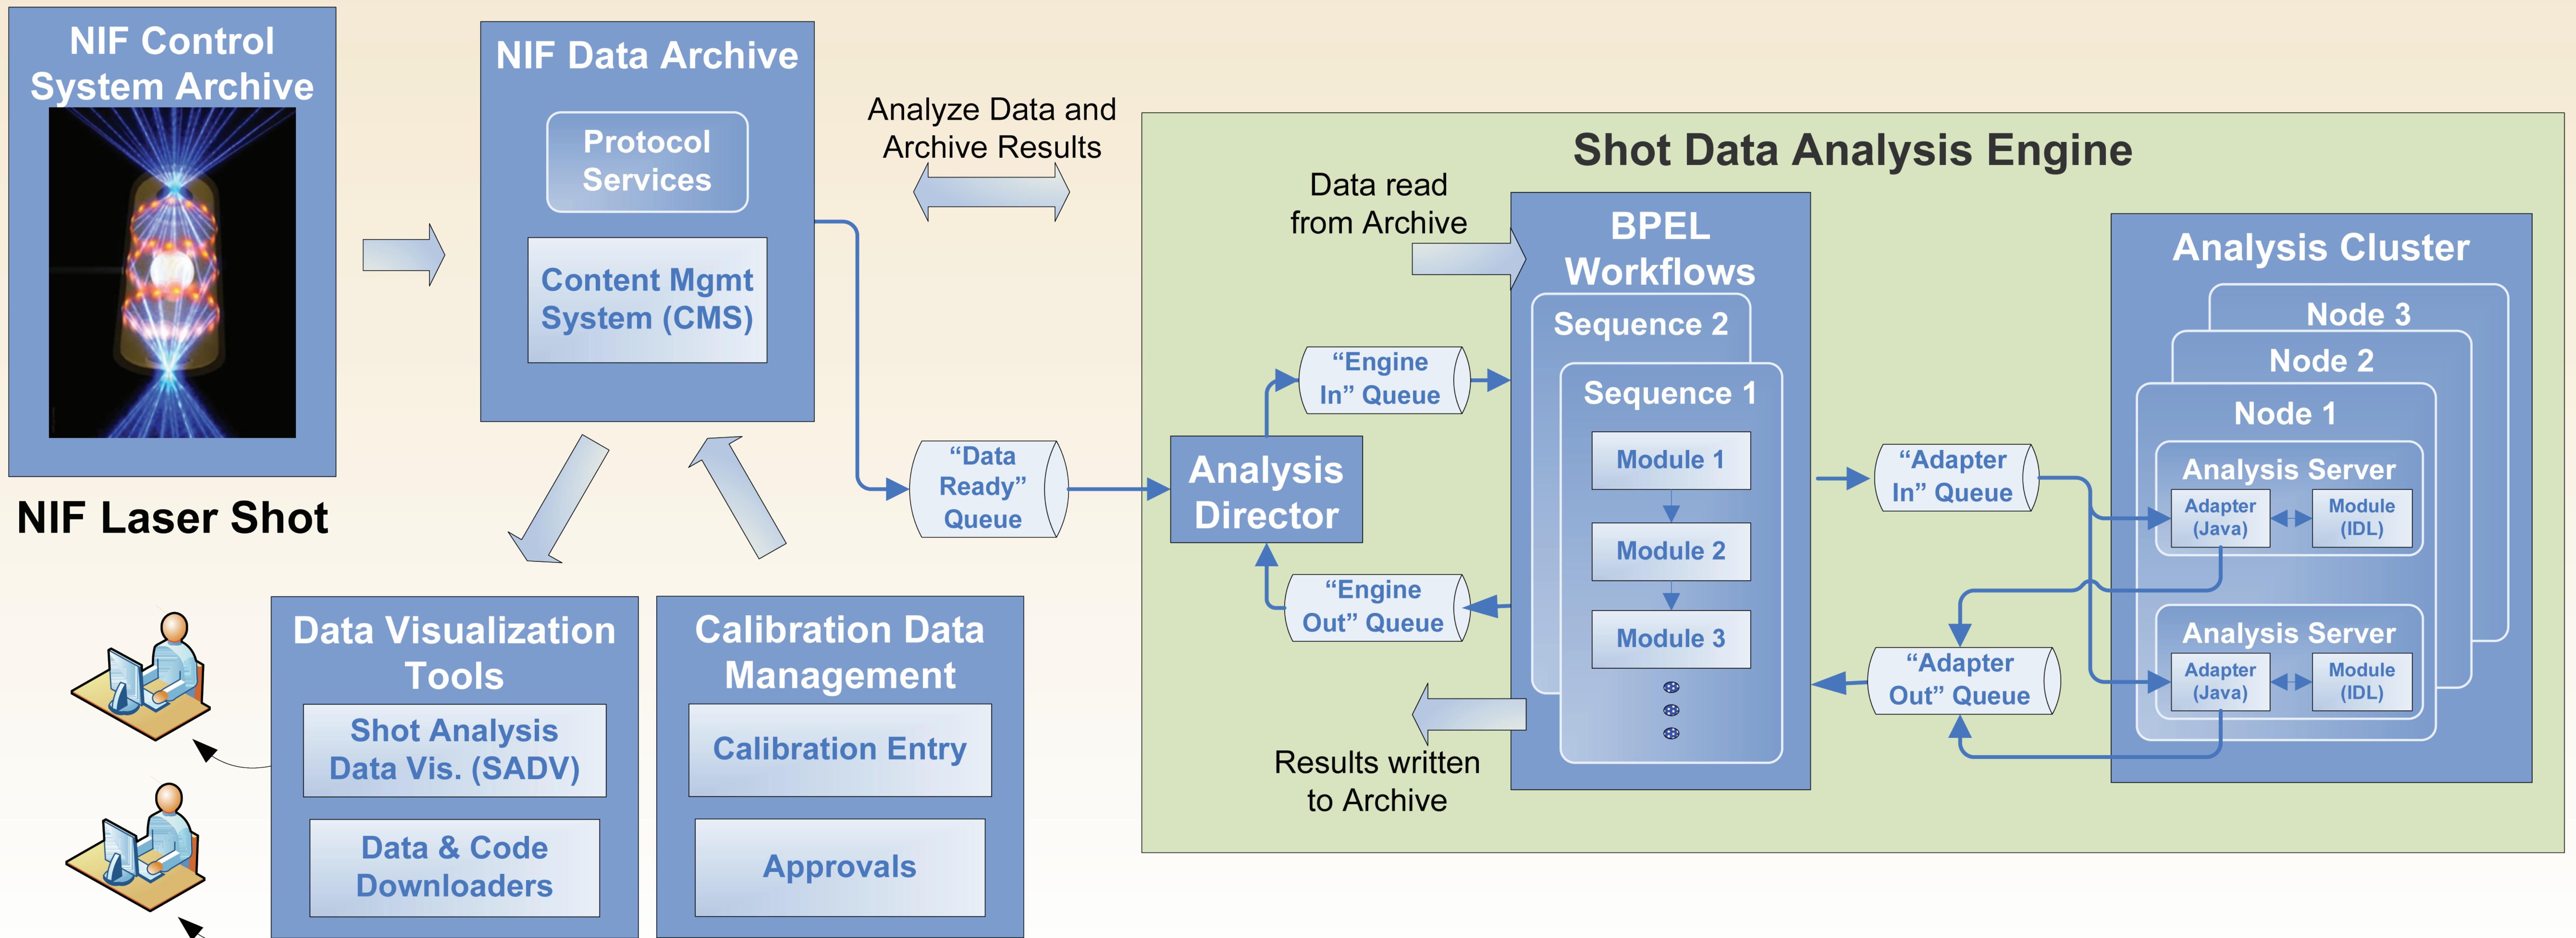 NIF Control
System Archive
NIF Laser Shot
NIF Data Archive
Protocol
Services
Content Mgmt
System (CMS)
Analyze Data and
Archive Results
“Data
Ready”
Queue
Data Visualization
Tools
Shot Analysis
Data Vis. (SADV)
Data & Code
Downloaders
Calibration Data
Management
Calibration Entry
Approvals
Shot Data Analysis Engine
Data read
from Archive
Analysis
Director
“Engine
In” Queue
“Engine
Out” Queue
Results written
to Archive
BPEL
Workflows
Sequence 2
Sequence 1
Module 1
Module 2
Module 3
“Adapter
In” Queue
“Adapter
Out” Queue
Analysis Cluster
Node 3
Node 2
Node 1
Analysis Server
Adapter
(Java)
Module
(IDL)
Analysis Server
Adapter
(Java)
Module
(IDL)